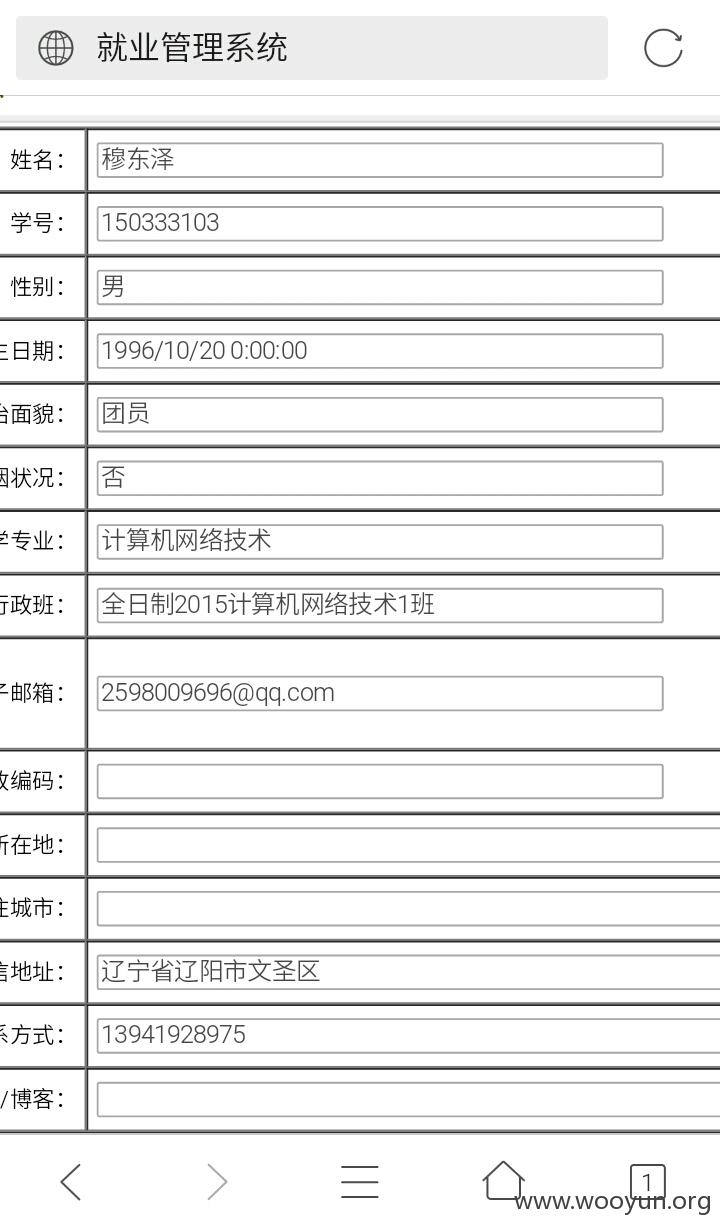 就业管理系统
姓名： 穆东泽
学号： 150333103
性别： 男
生日期： 1996/10/20 0:00:00
治面貌： 团员
姻状况： 否
学专业： 计算机网络技术
行政班： 全日制2015计算机网络技术1班
子邮箱： 2598009696@qq.com
政编码：
所在地：
住城市：
信地址： 辽宁省辽阳市文圣区
系方式： 13941928975
/博客：
1
www.wooyun.org